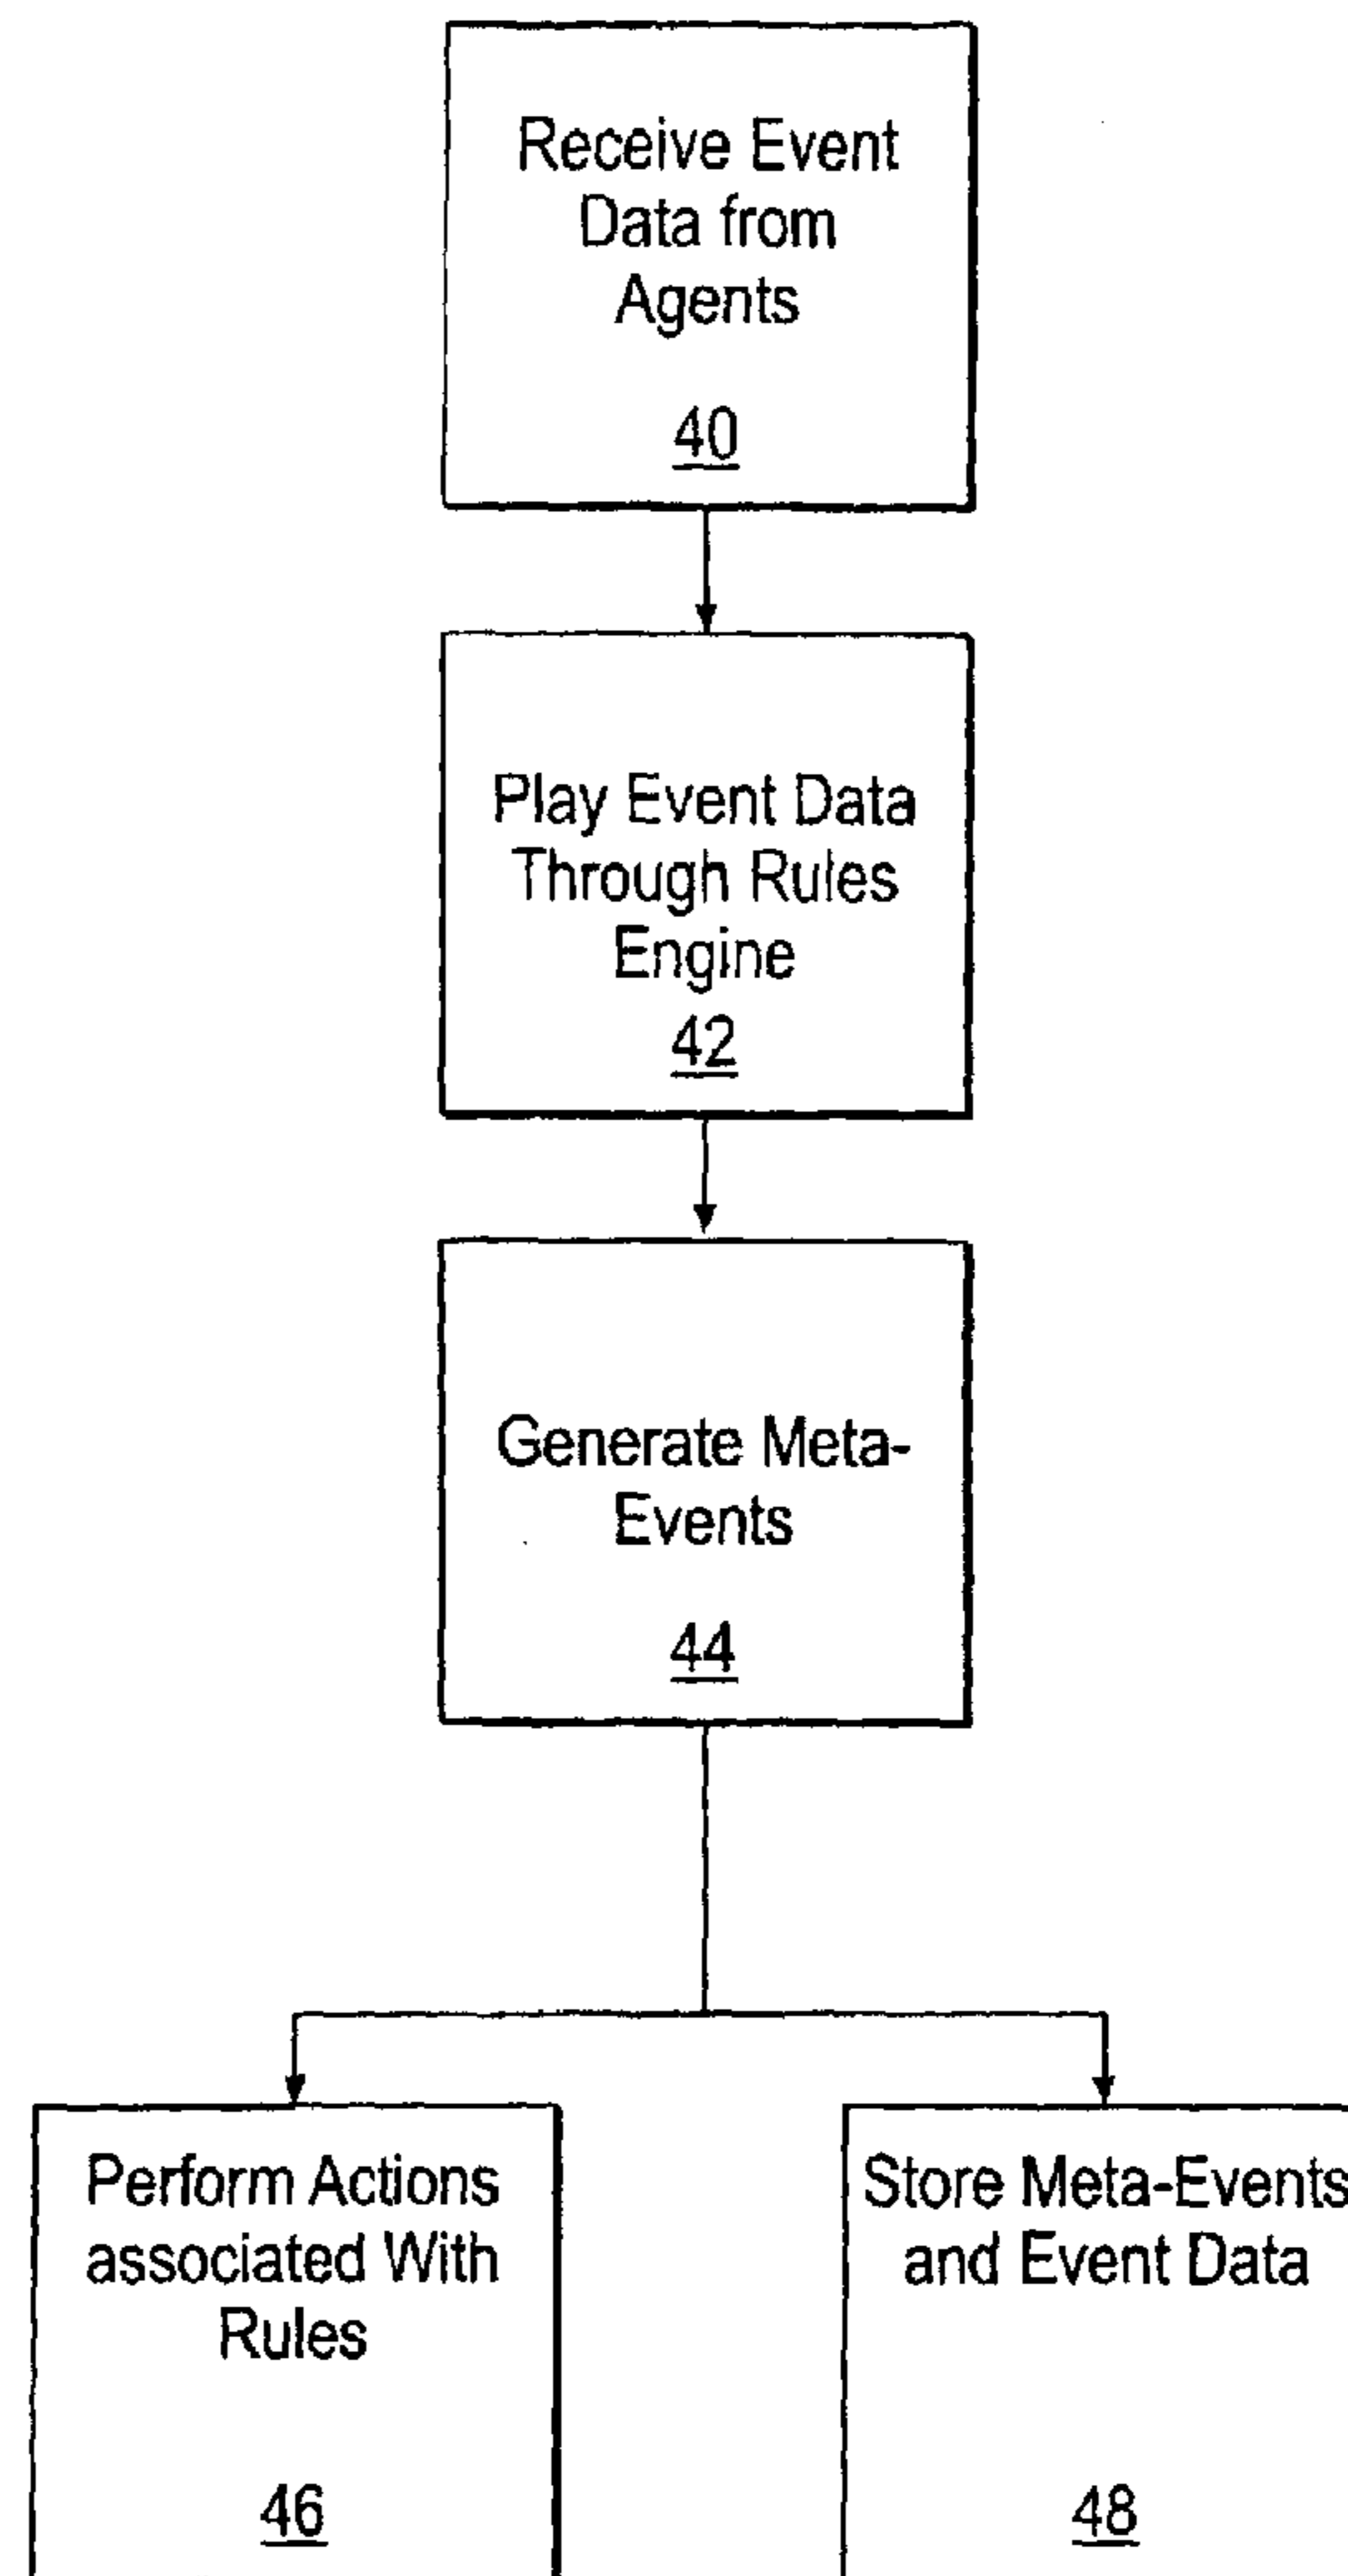 Receive Event
Data from
Agents
40
Play Event Data
Through Rules
Engine
42
Generate Meta-
Events
44
Perform Actions
associated With
Rules
46
Store Meta-Events
and Event Data
48